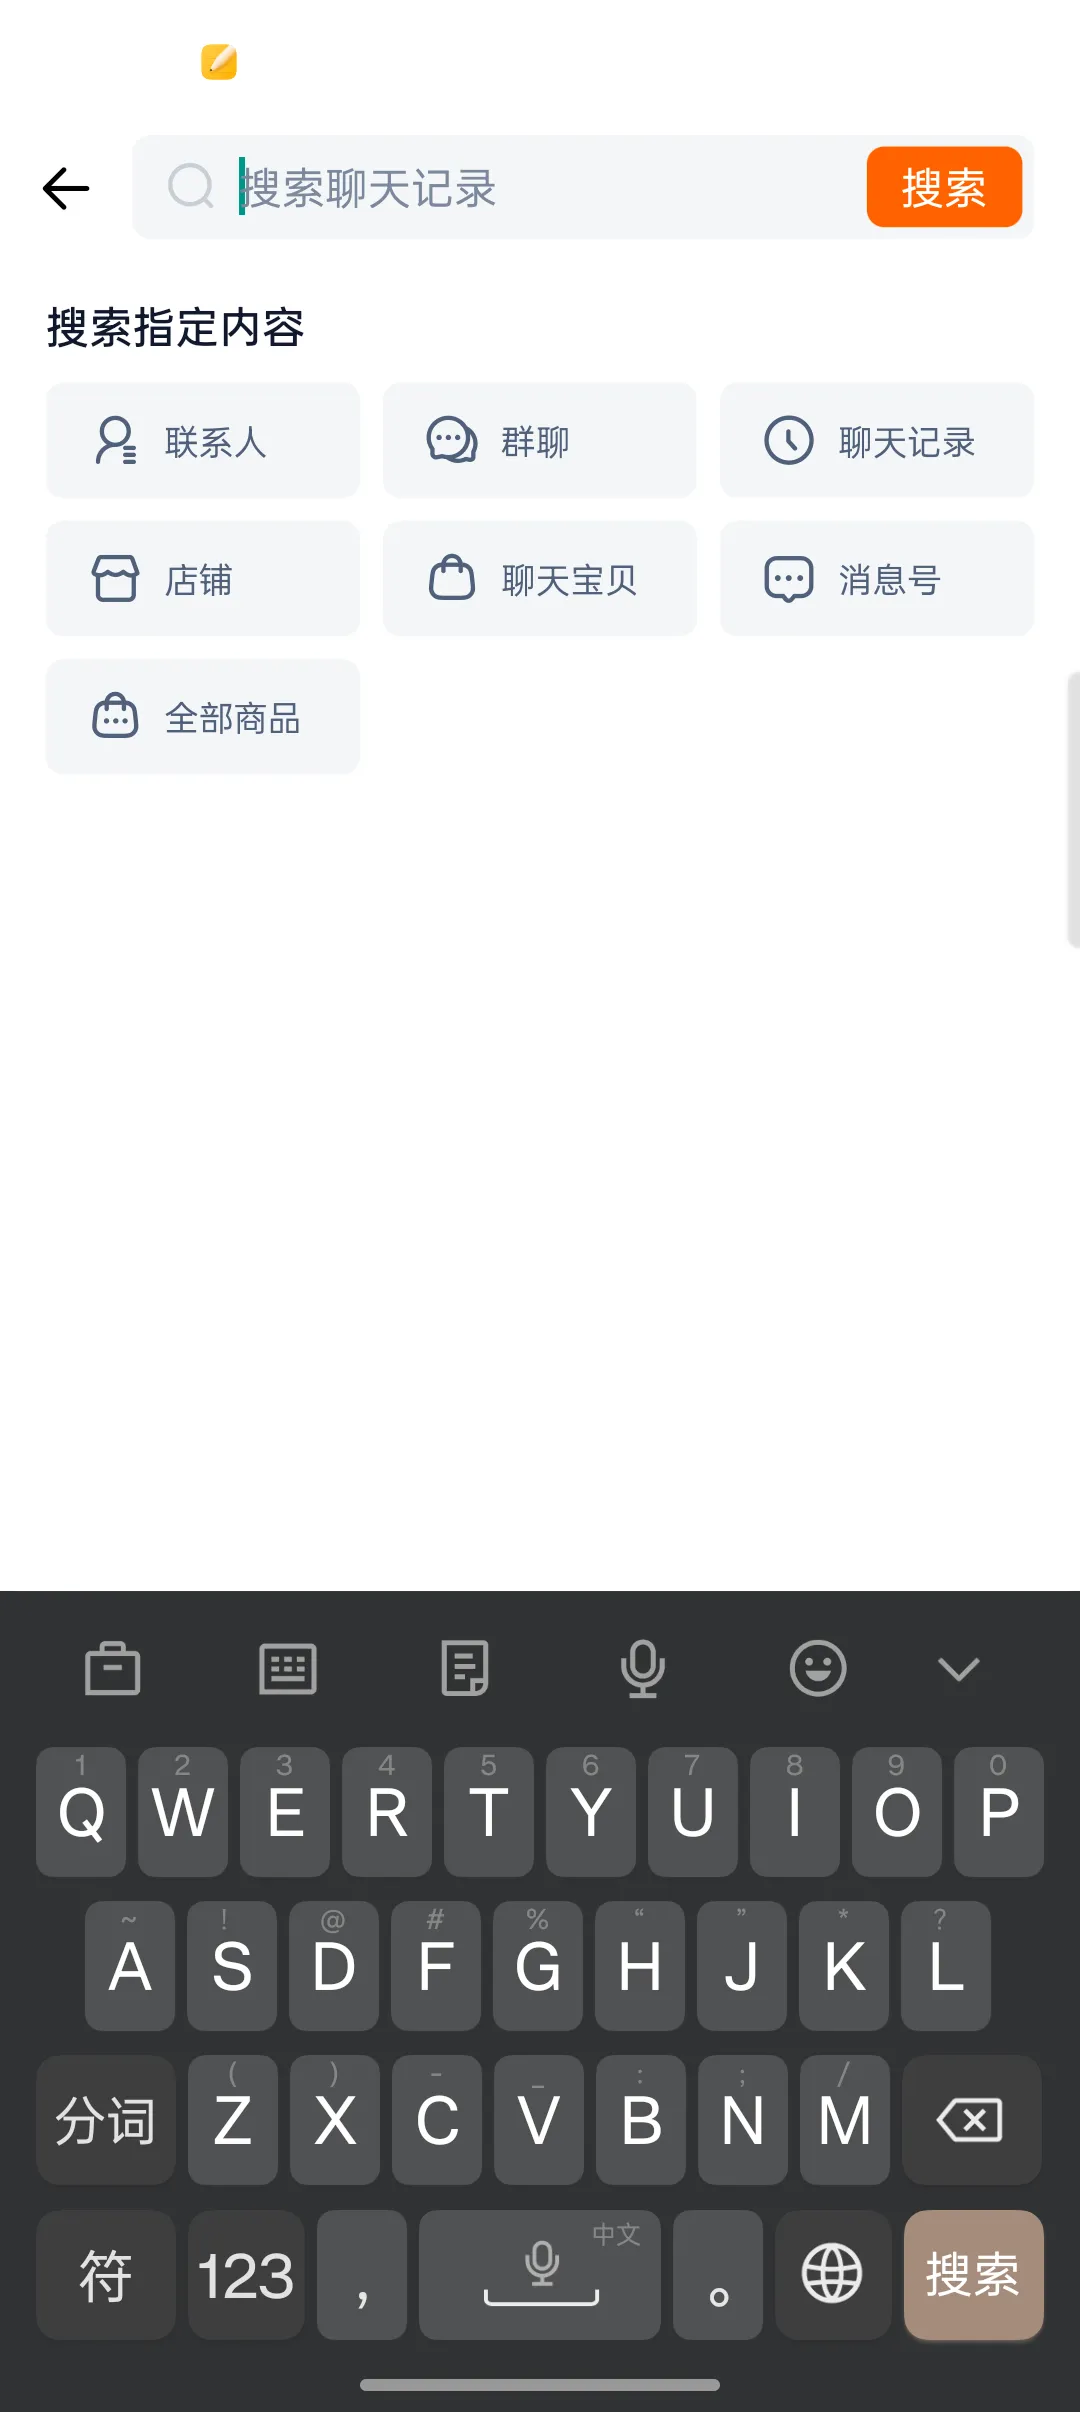 搜索聊天记录 搜索
搜索指定内容
联系人 群聊 聊天记录
店铺 聊天宝贝 消息号
全部商品
1 2 3 4 5 6 7 8 9 0
Q W E R T Y U I O P
~ ! @ # % “ ” * ?
A S D F G H J K L
( ) - _ : ; /
分词 Z X C V B N M
中文
符 123 , 。 搜索